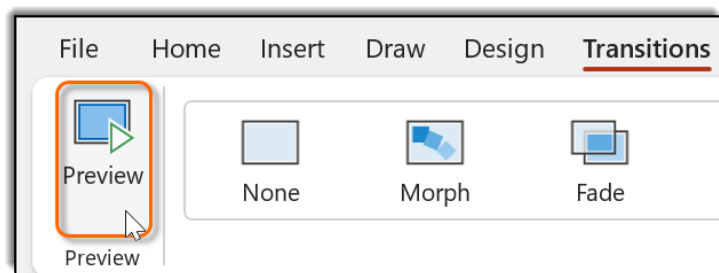 File Home Insert Draw Design Transitions
Preview
None Morph Fade
Preview